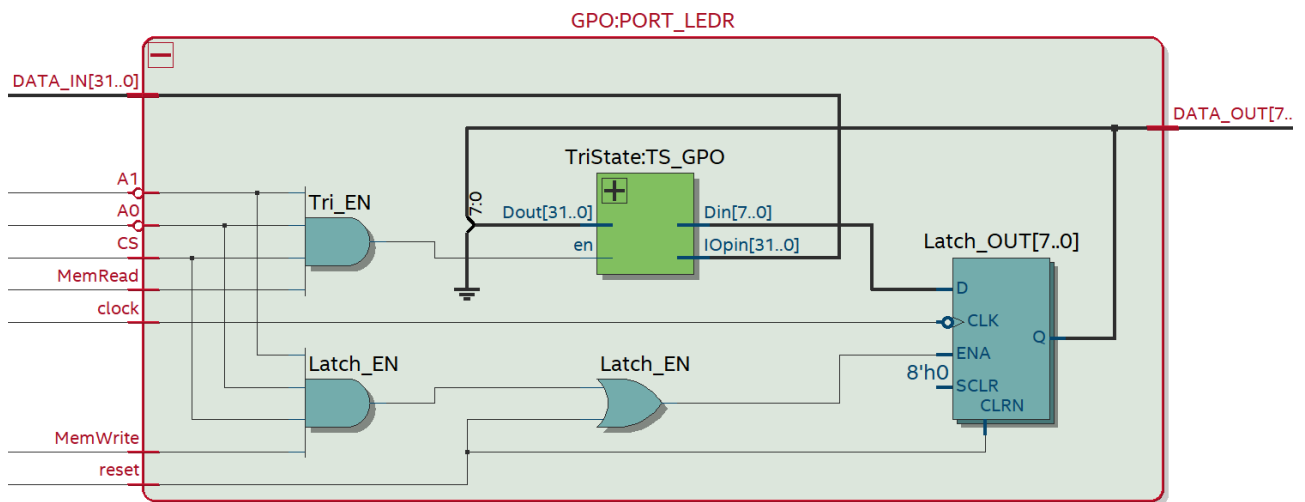 GPO:PORT_LEDR
DATA_IN[31..0]
DATA_OUT[7..
TriState:TS_GPO
A1
Tri_EN
7:0
Dout[31..0]
Din[7..0]
A0
CS
en
IOpin[31..0]
Latch_OUT[7..0]
MemRead
D
clock
CLK
Q
Latch_EN
Latch_EN
ENA
8'h0
SCLR
CLRN
MemWrite
reset